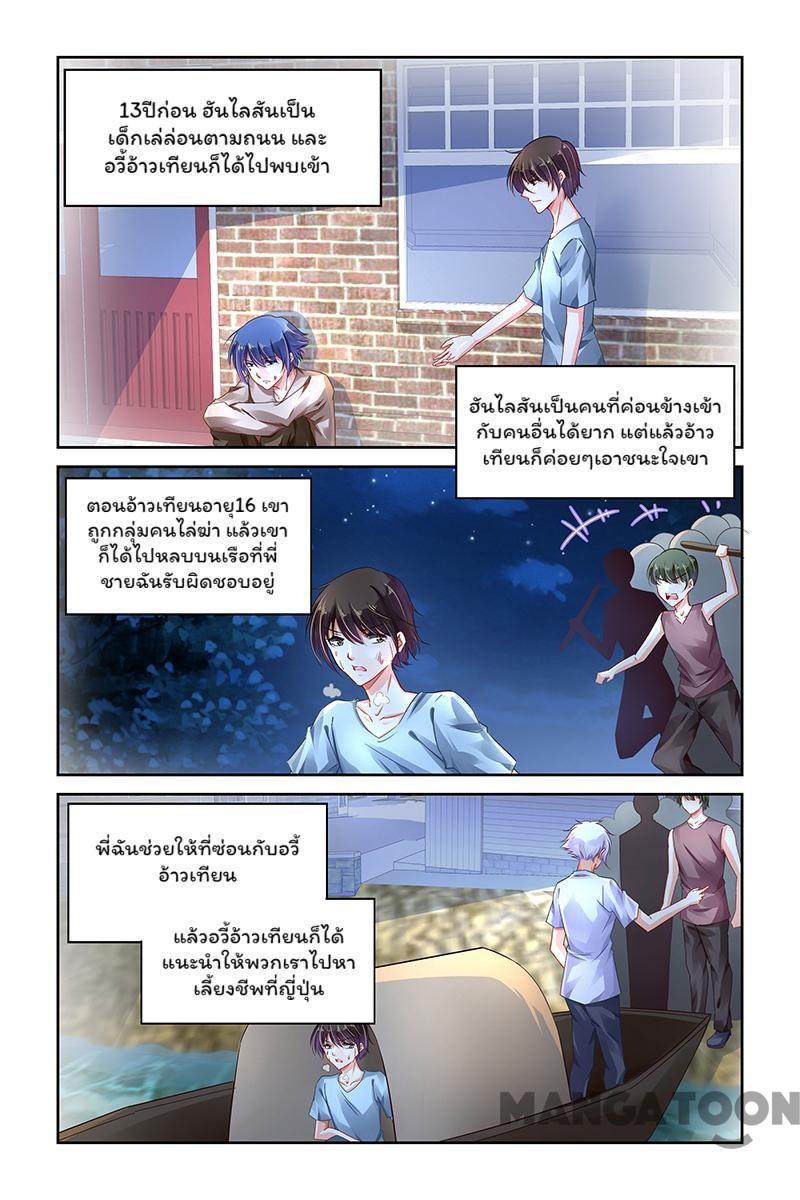 13ปีก่อน ฮันไลสันเป็น
เด็กเล่ล่อนตามถนน และ
อวี้อ้าวเทียนก็ได้ไปพบเข้า
ฮันไลสันเป็นคนที่ค่อนข้างเข้า
กับคนอื่นได้ยาก แต่แล้วอ้าว
เทียนก็ค่อยๆเอาชนะใจเขา
ตอนอ้าวเทียนอายุ16 เขา
ถูกกลุ่มคนไล่ฆ่า แล้วเขา
ก็ได้ไปหลบบนเรือที่พี่
ชายฉันรับผิดชอบอยู่
พี่ฉันช่วยให้ที่ซ่อนกับอวี้
อ้าวเทียน
แล้วอวี้อ้าวเทียนก็ได้
แนะนำให้พวกเราไปหา
เลี้ยงชีพที่ญี่ปุ่น
MANGATOON